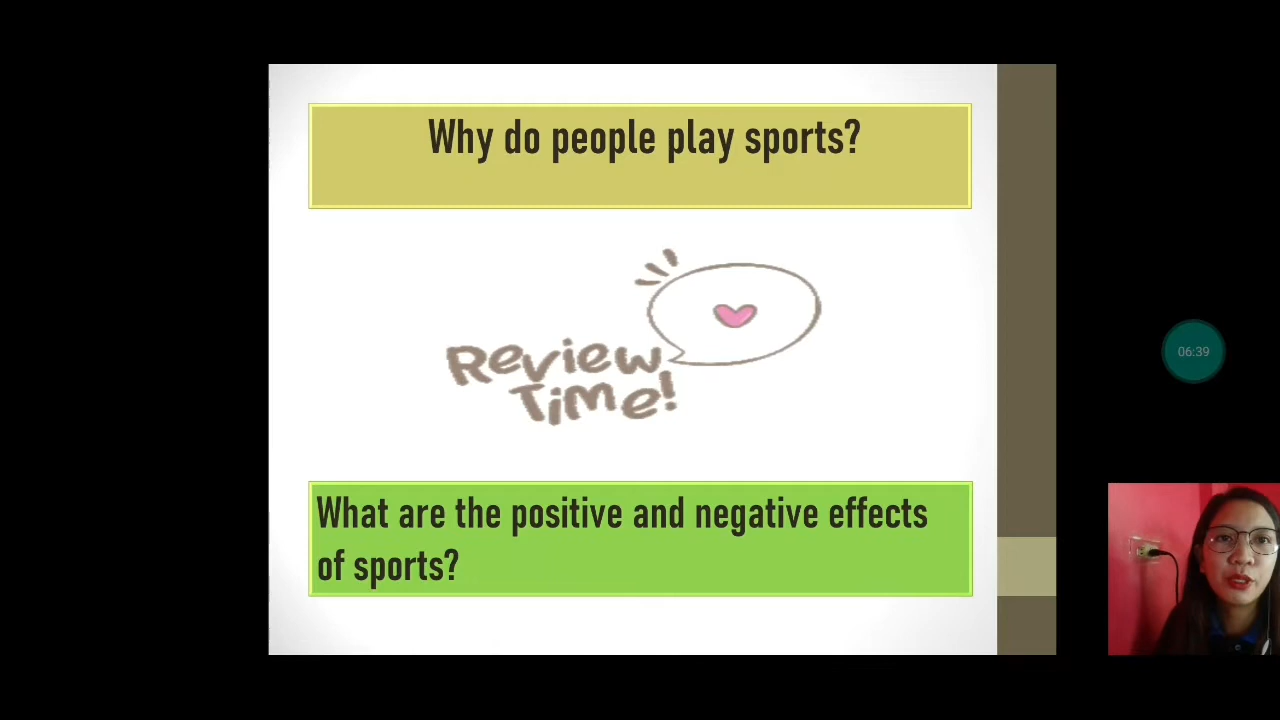 Why do people play sports?
Review
Time!
06:39
What are the positive and negative effects
of sports?